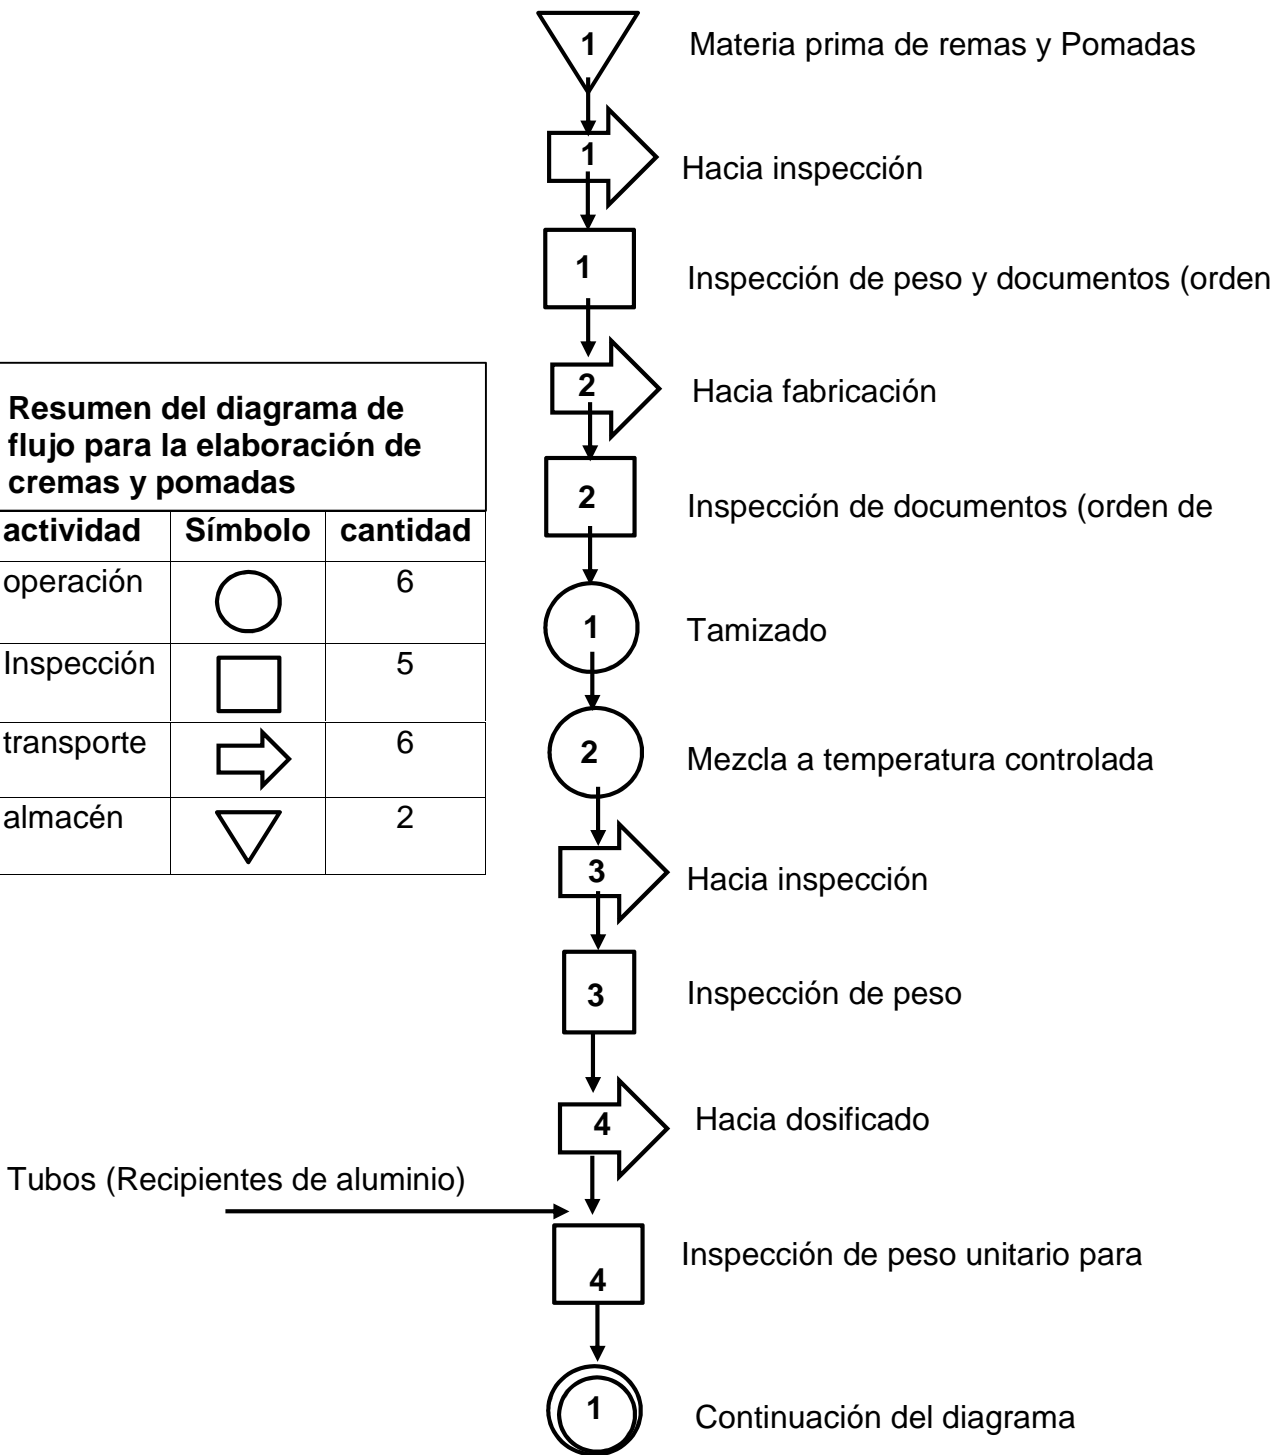 1 Materia prima de remas y Pomadas
1 Hacia inspección
1 Inspección de peso y documentos (orden
2 Hacia fabricación
2 Inspección de documentos (orden de
1 Tamizado
2 Mezcla a temperatura controlada
3 Hacia inspección
3 Inspección de peso
4 Hacia dosificado
Tubos (Recipientes de aluminio)
4 Inspección de peso unitario para
1 Continuación del diagrama
Resumen del diagrama de
flujo para la elaboración de
cremas y pomadas
actividad Símbolo cantidad
operación 6
Inspección 5
transporte 6
almacén 2